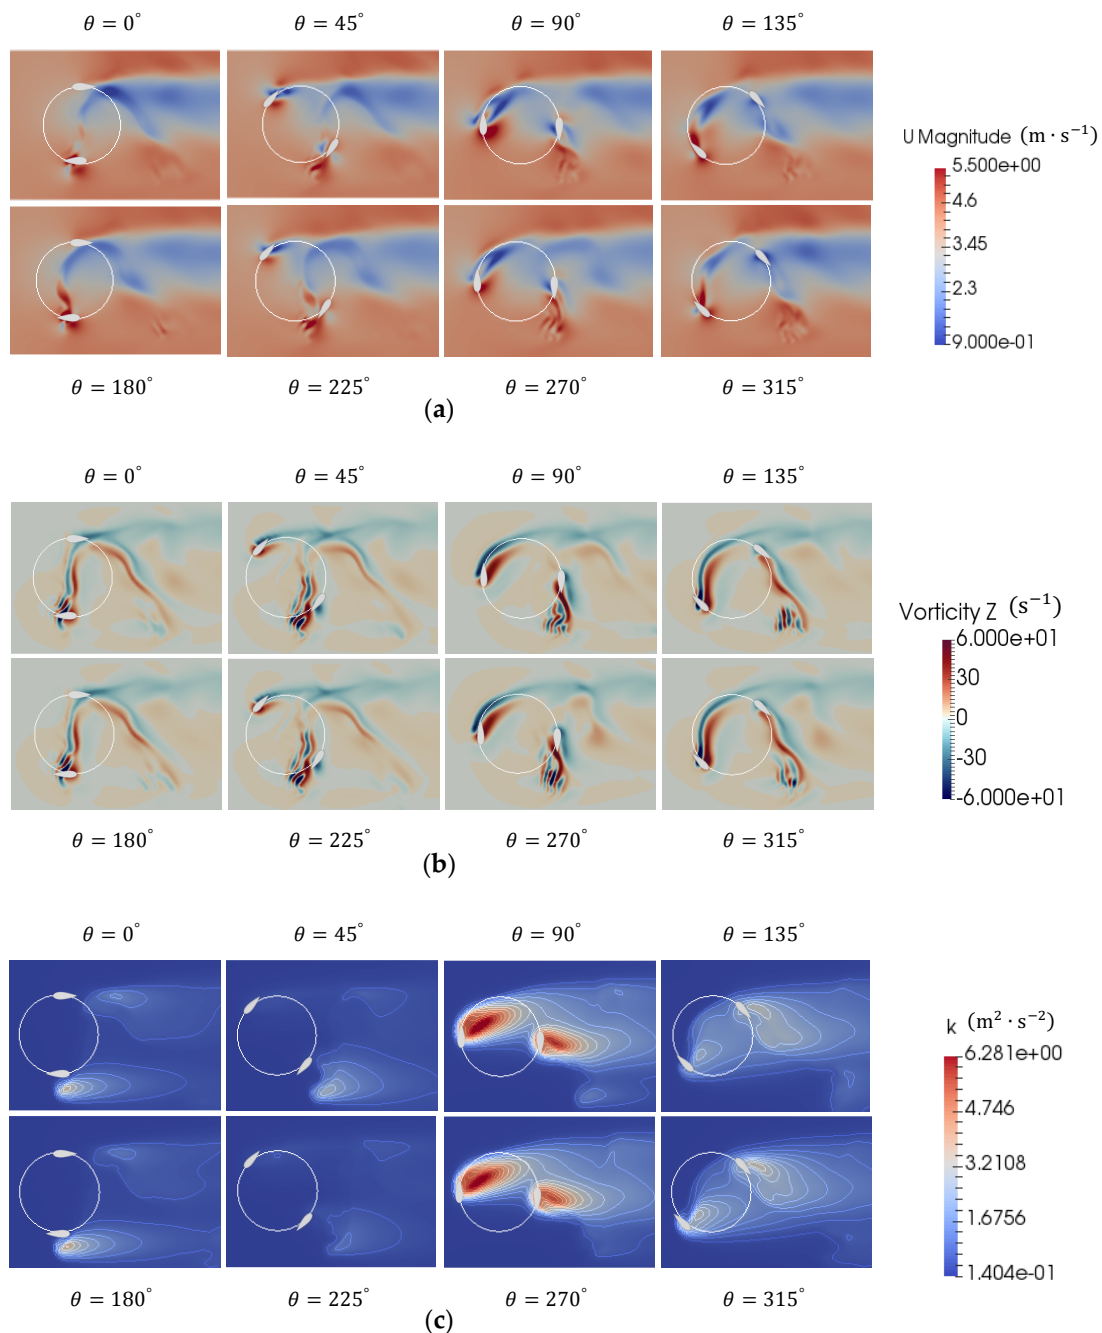 θ = 0° θ = 45° θ = 90° θ = 135°
U Magnitude (m · s⁻¹)
5.500e+00
4.6
3.45
2.3
9.000e-01
θ = 180° θ = 225° θ = 270° θ = 315°
(a)
θ = 0° θ = 45° θ = 90° θ = 135°
Vorticity Z (s⁻¹)
6.000e+01
30
0
-30
-6.000e+01
θ = 180° θ = 225° θ = 270° θ = 315°
(b)
θ = 0° θ = 45° θ = 90° θ = 135°
k (m² · s⁻²)
6.281e+00
4.746
3.2108
1.6756
1.404e-01
θ = 180° θ = 225° θ = 270° θ = 315°
(c)